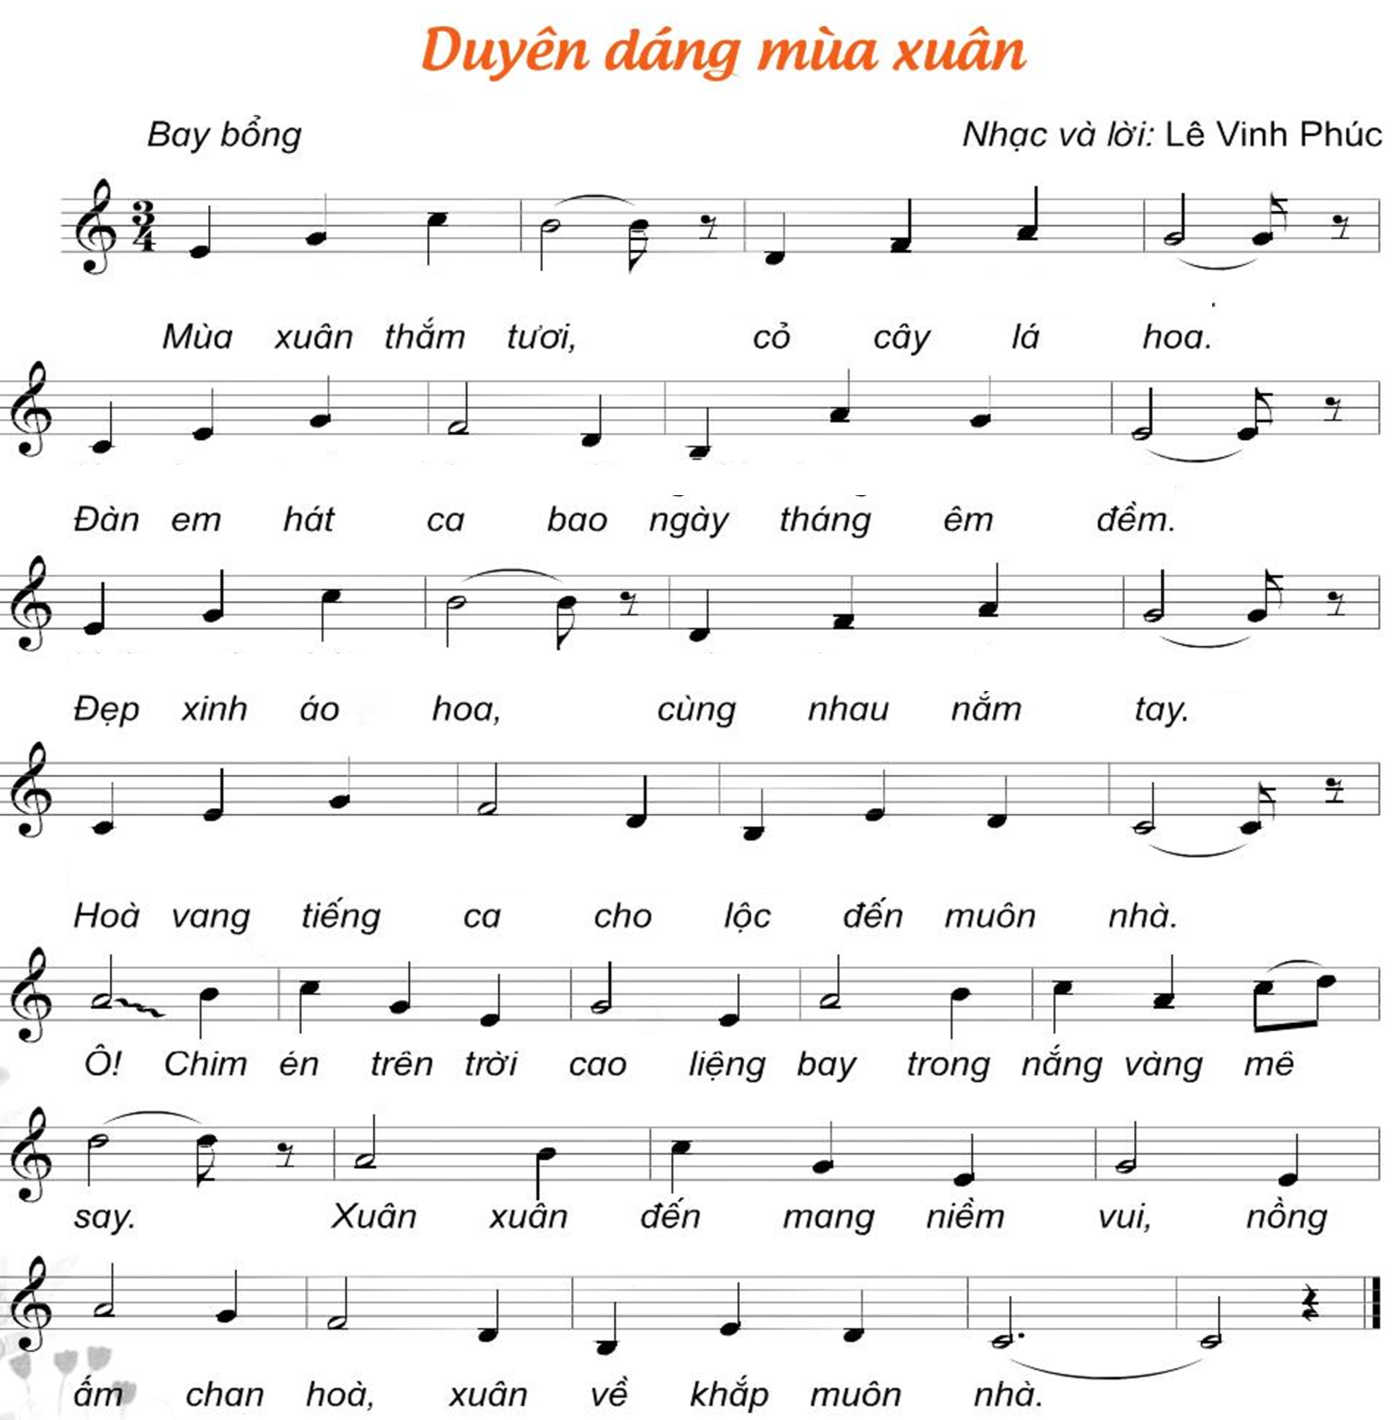 Duyên dáng mùa xuân
Bay bổng
Nhạc và lời: Lê Vinh Phúc
3
4
Mùa xuân thắm tươi, cỏ cây lá hoa.
Đàn em hát ca bao ngày tháng êm đềm.
Đẹp xinh áo hoa, cùng nhau nắm tay.
Hoà vang tiếng ca cho lộc đến muôn nhà.
Ô! Chim én trên trời cao liệng bay trong nắng vàng mê
say. Xuân xuân đến mang niềm vui, nồng
ấm chan hoà, xuân về khắp muôn nhà.